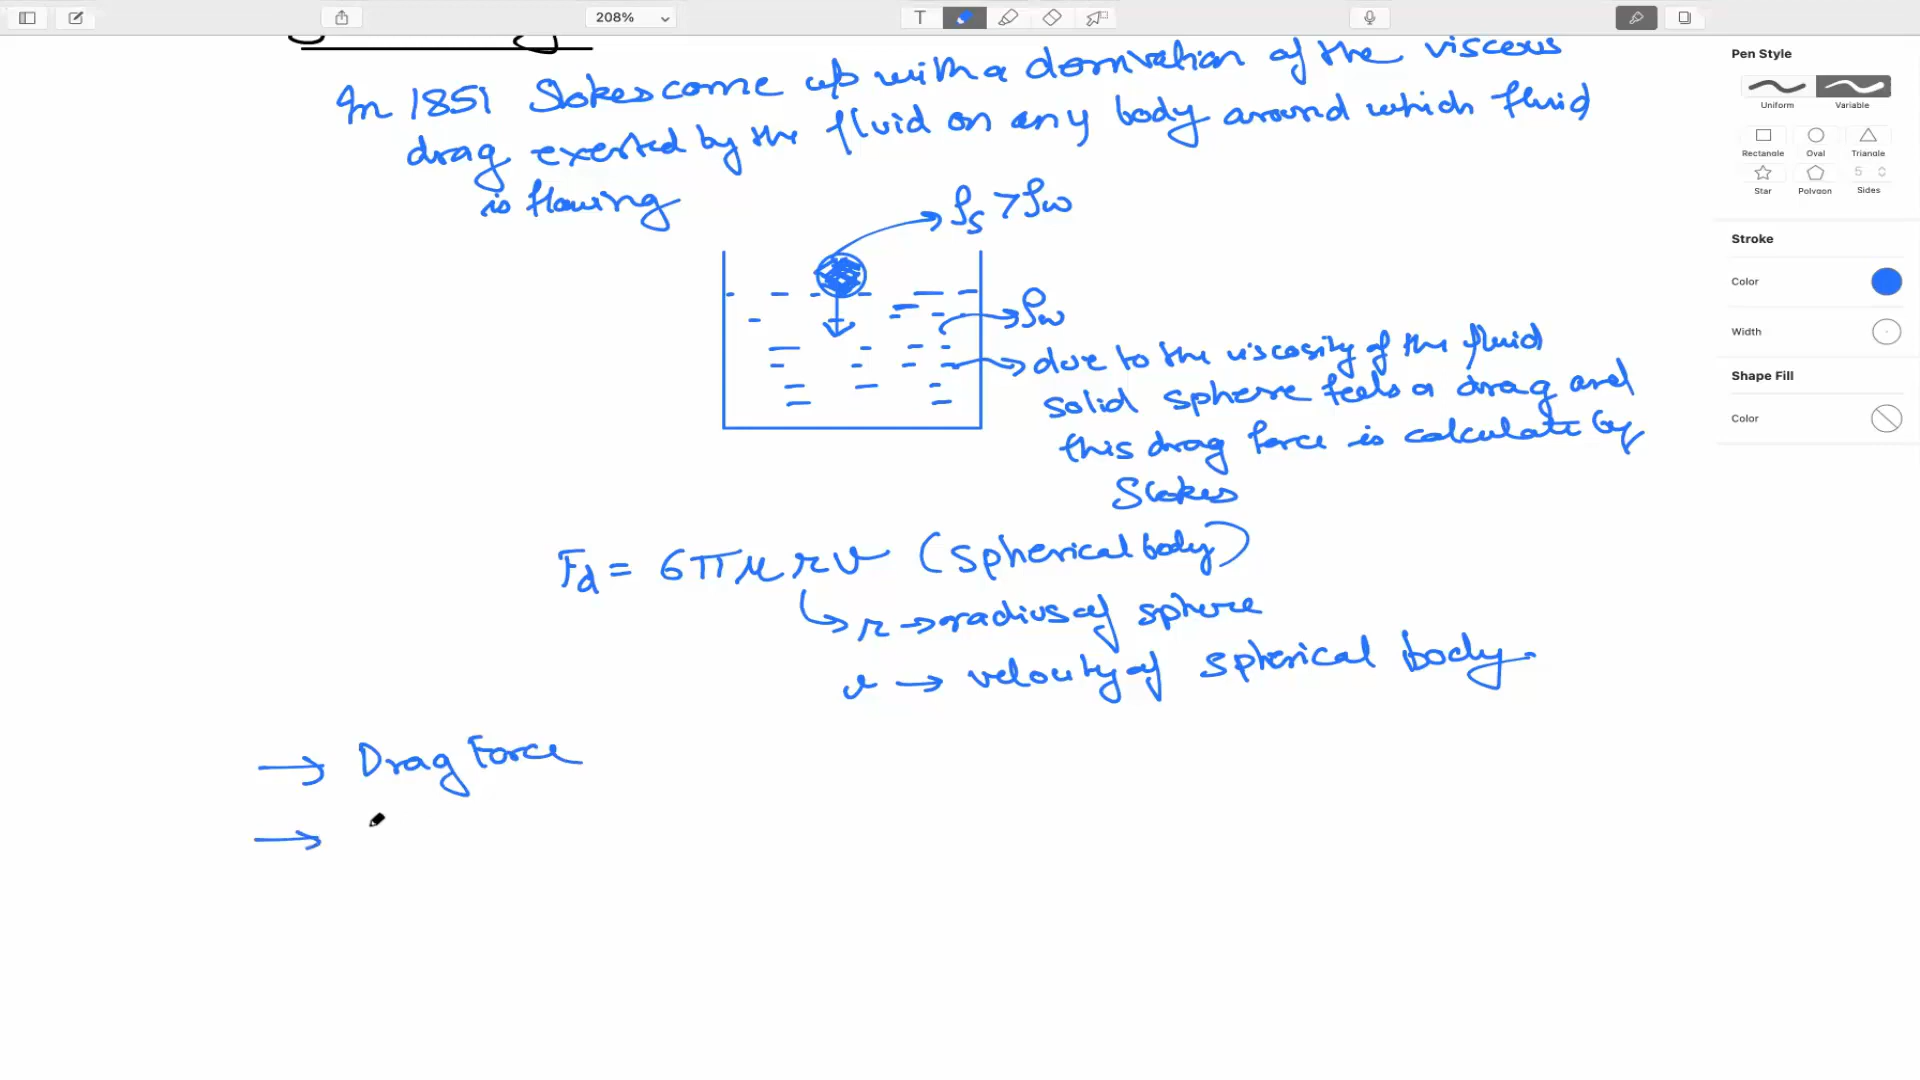 208%
T
In 1851 Stokes come up with a derivation of the viscous
drag exerted by the fluid on any body around which fluid
is flowing
ρs > ρw
ρw
due to the viscosity of the fluid
solid sphere feels a drag and
this drag force is calculate by
Stokes
Fd = 6πμrv (spherical body)
r → radius of sphere
v → velocity of spherical body.
→ Drag Force
→
Pen Style
Uniform Variable
Rectangle Oval Triangle
5
Star Polygon Sides
Stroke
Color
Width
Shape Fill
Color